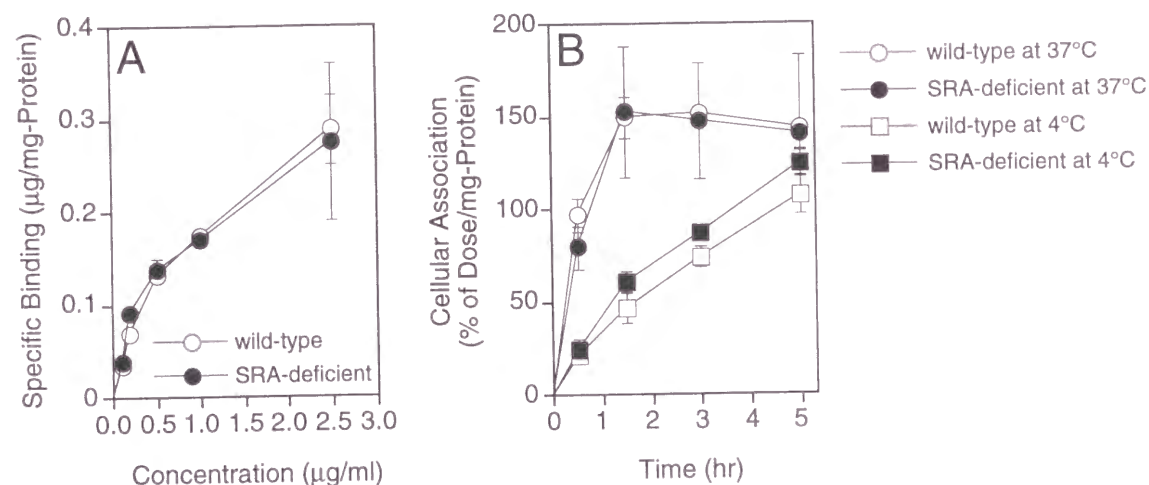 A
Specific Binding (μg/mg-Protein)
0.4
0.3
0.2
0.1
0
0.0 0.5 1.0 1.5 2.0 2.5 3.0
Concentration (μg/ml)
wild-type
SRA-deficient
B
Cellular Association
(% of Dose/mg-Protein)
200
150
100
50
0
0 1 2 3 4 5
Time (hr)
wild-type at 37°C
SRA-deficient at 37°C
wild-type at 4°C
SRA-deficient at 4°C